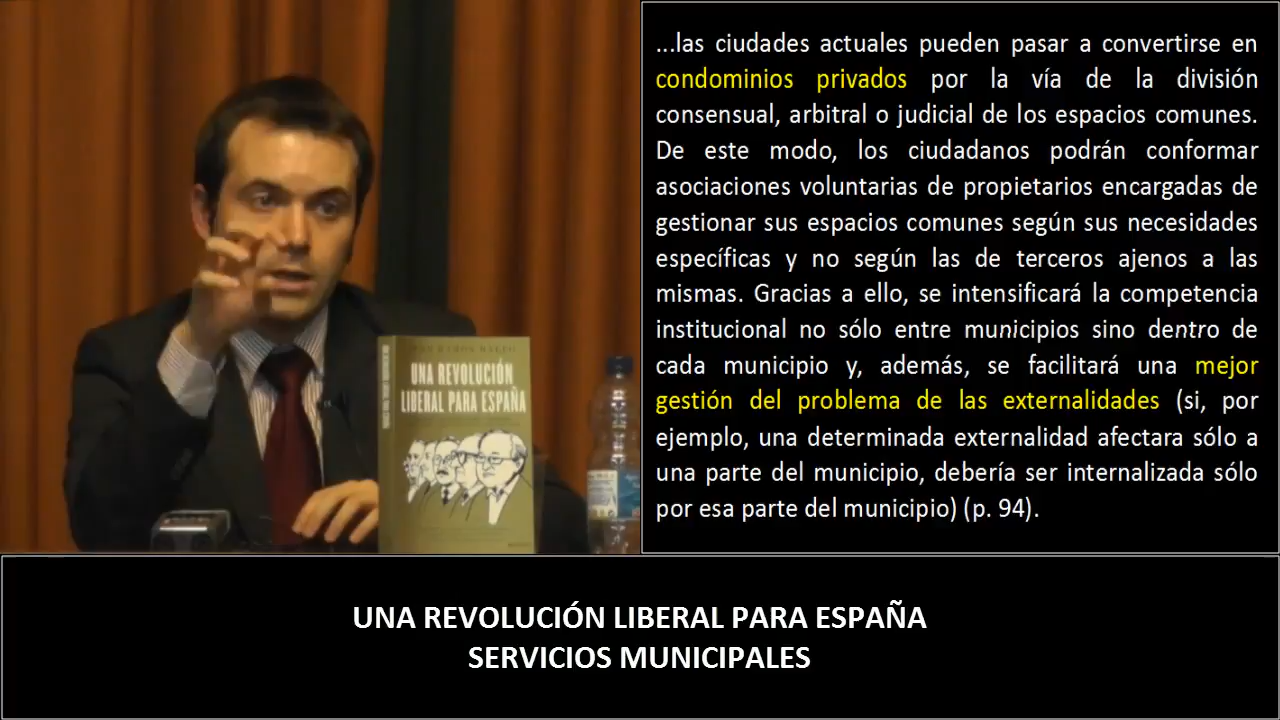 JUAN RAMÓN RALLO
UNA REVOLUCIÓN
LIBERAL PARA ESPAÑA
...las ciudades actuales pueden pasar a convertirse en
condominios privados por la vía de la división
consensual, arbitral o judicial de los espacios comunes.
De este modo, los ciudadanos podrán conformar
asociaciones voluntarias de propietarios encargadas de
gestionar sus espacios comunes según sus necesidades
específicas y no según las de terceros ajenos a las
mismas. Gracias a ello, se intensificará la competencia
institucional no sólo entre municipios sino dentro de
cada municipio y, además, se facilitará una mejor
gestión del problema de las externalidades (si, por
ejemplo, una determinada externalidad afectara sólo a
una parte del municipio, debería ser internalizada sólo
por esa parte del municipio) (p. 94).
UNA REVOLUCIÓN LIBERAL PARA ESPAÑA
SERVICIOS MUNICIPALES